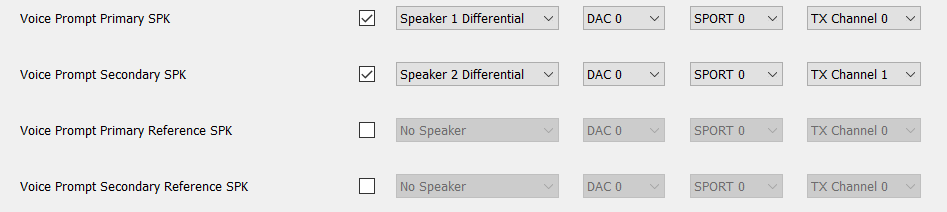 Voice Prompt Primary SPK Speaker 1 Differential DAC 0 SPORT 0 TX Channel 0
Voice Prompt Secondary SPK Speaker 2 Differential DAC 0 SPORT 0 TX Channel 1
Voice Prompt Primary Reference SPK No Speaker DAC 0 SPORT 0 TX Channel 0
Voice Prompt Secondary Reference SPK No Speaker DAC 0 SPORT 0 TX Channel 0